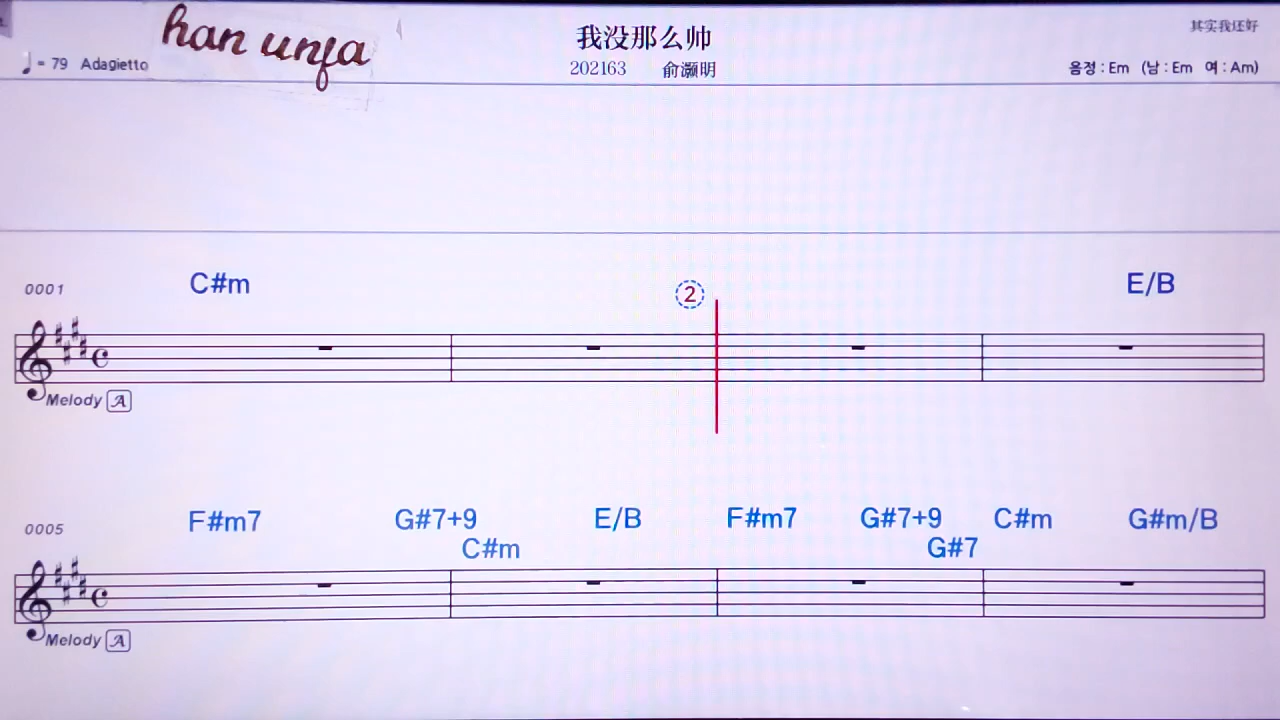 han unfa
我没那么帅
其实我还好
♩= 79 Adagietto
202163 俞灏明
음정 : Em (남 : Em 여 : Am)
0001 C#m ② E/B
Melody A
0005 F#m7 G#7+9 E/B F#m7 G#7+9 C#m G#m/B
C#m G#7
Melody A